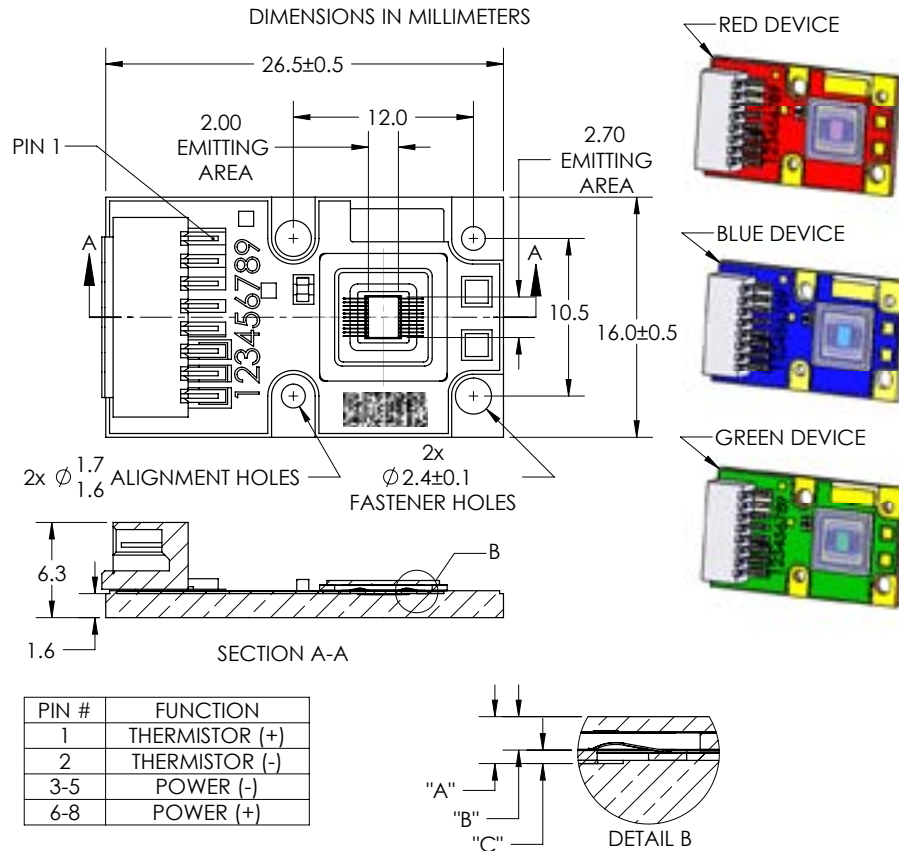 DIMENSIONS IN MILLIMETERS
RED DEVICE
26.5±0.5
12.0
2.00
EMITTING
AREA
2.70
EMITTING
AREA
PIN 1
A
A
BLUE DEVICE
123456789
10.5
16.0±0.5
GREEN DEVICE
2x Ø 1.7
1.6 ALIGNMENT HOLES
2x
Ø2.4±0.1
FASTENER HOLES
B
6.3
1.6
SECTION A-A
PIN # FUNCTION
1 THERMISTOR (+)
2 THERMISTOR (-)
3-5 POWER (-)
6-8 POWER (+)
"A"
"B"
"C"
DETAIL B